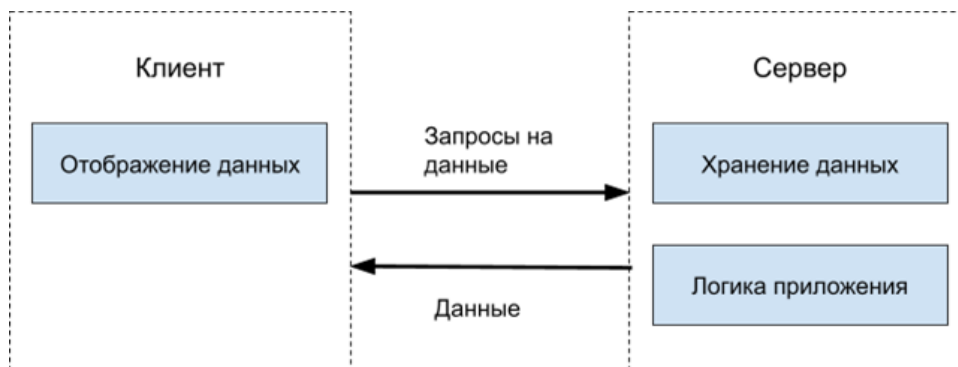 Клиент
Сервер
Отображение данных
Запросы на
данные
Хранение данных
Данные
Логика приложения